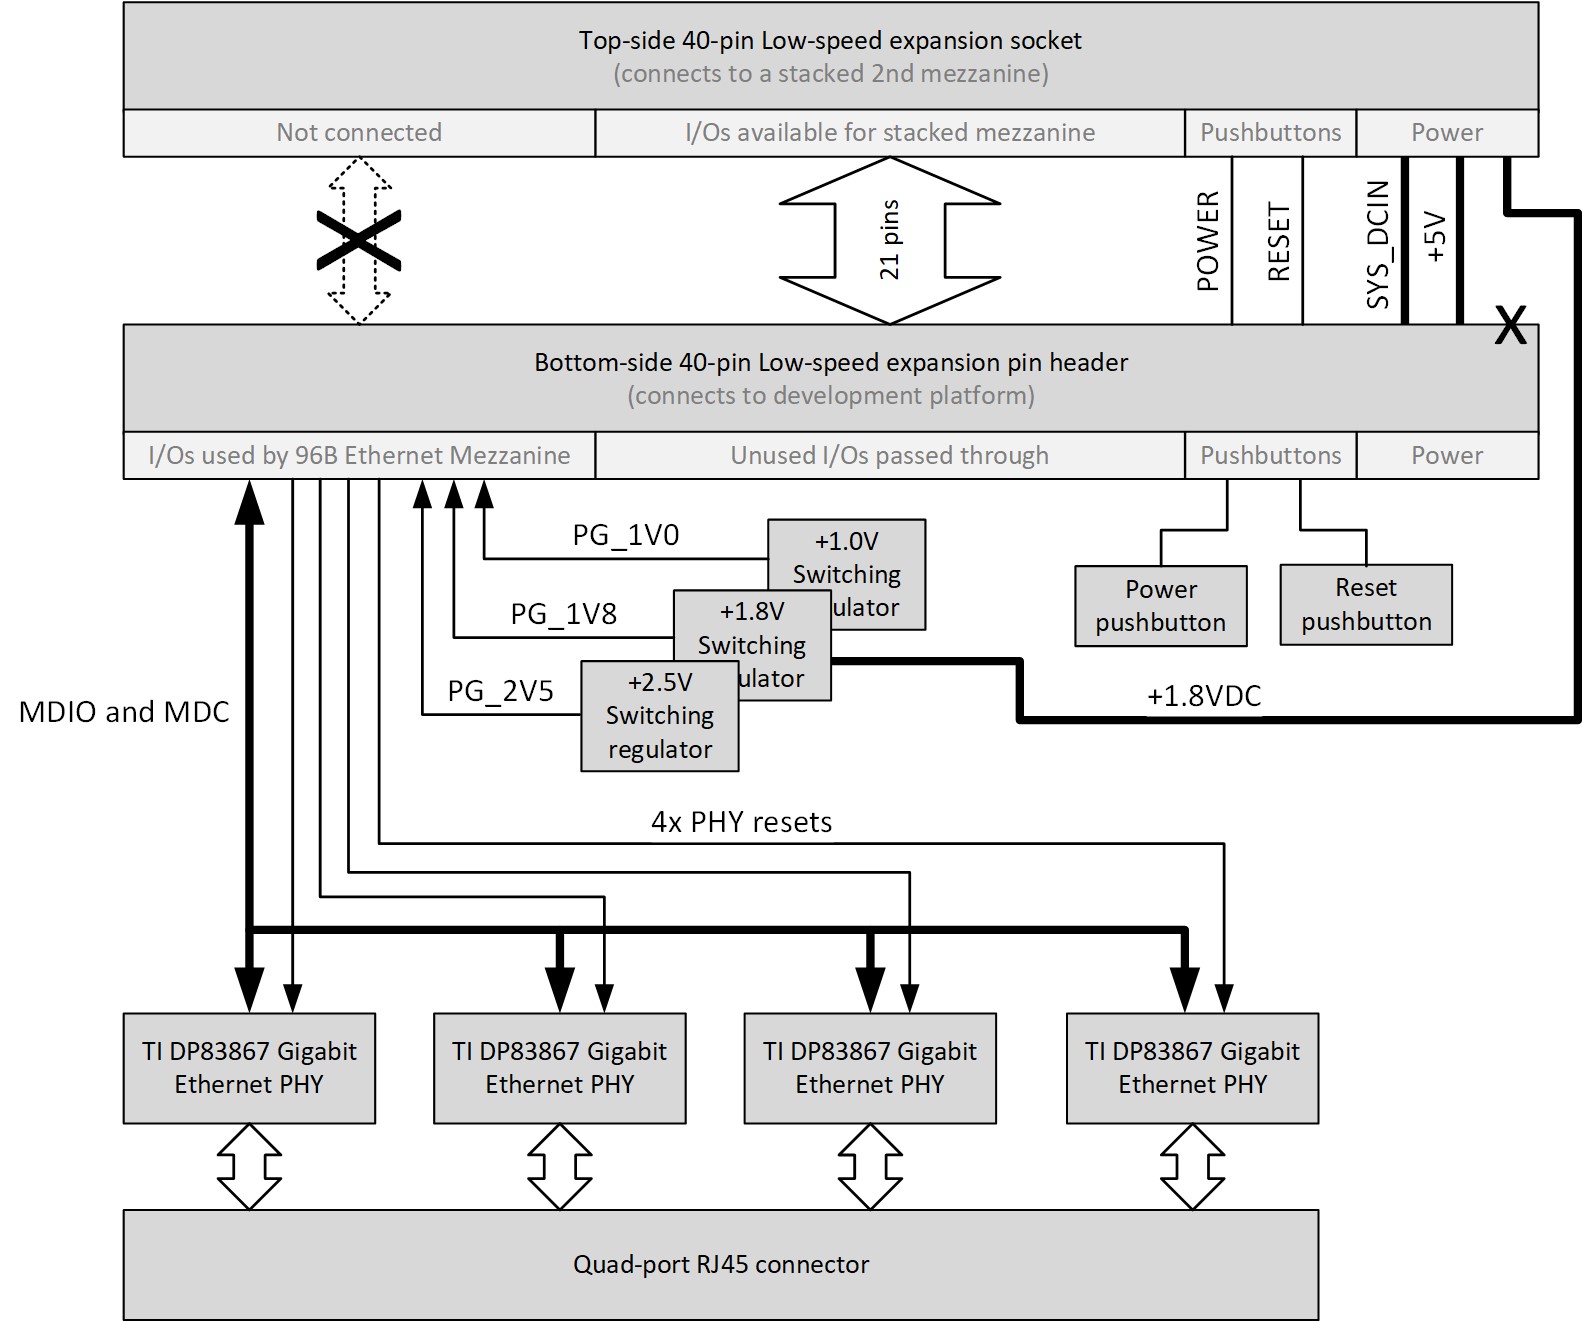 Top-side 40-pin Low-speed expansion socket
(connects to a stacked 2nd mezzanine)
Not connected
I/Os available for stacked mezzanine
Pushbuttons
Power
21 pins
POWER
RESET
SYS_DCIN
+5V
X
Bottom-side 40-pin Low-speed expansion pin header
(connects to development platform)
I/Os used by 96B Ethernet Mezzanine
Unused I/Os passed through
Pushbuttons
Power
PG_1V0
+1.0V
Switching
ulator
PG_1V8
+1.8V
Switching
ulator
PG_2V5
+2.5V
Switching
regulator
Power
pushbutton
Reset
pushbutton
+1.8VDC
MDIO and MDC
4x PHY resets
TI DP83867 Gigabit
Ethernet PHY
TI DP83867 Gigabit
Ethernet PHY
TI DP83867 Gigabit
Ethernet PHY
TI DP83867 Gigabit
Ethernet PHY
Quad-port RJ45 connector